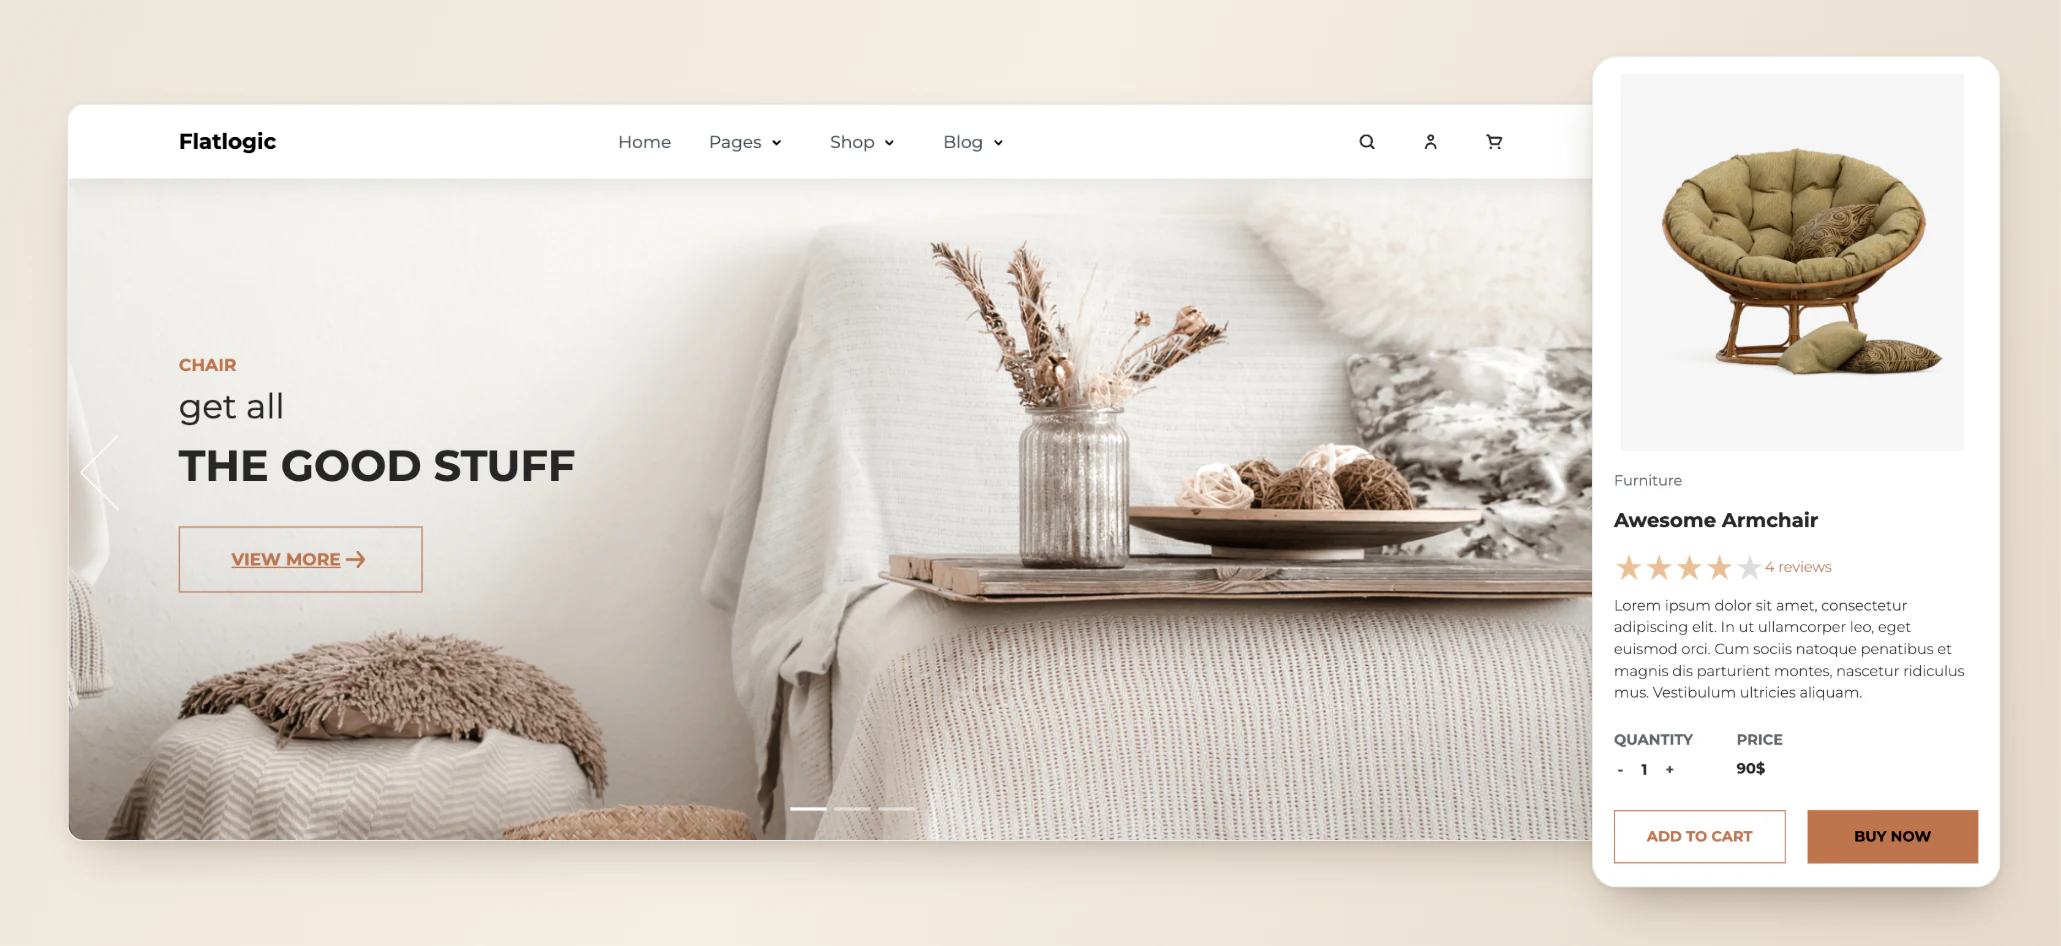 Flatlogic
Home Pages Shop Blog
CHAIR
get all
THE GOOD STUFF
VIEW MORE
Furniture
Awesome Armchair
4 reviews
Lorem ipsum dolor sit amet, consectetur
adipiscing elit. In ut ullamcorper leo, eget
euismod orci. Cum sociis natoque penatibus et
magnis dis parturient montes, nascetur ridiculus
mus. Vestibulum ultricies aliquam.
QUANTITY PRICE
- 1 + 90$
ADD TO CART BUY NOW